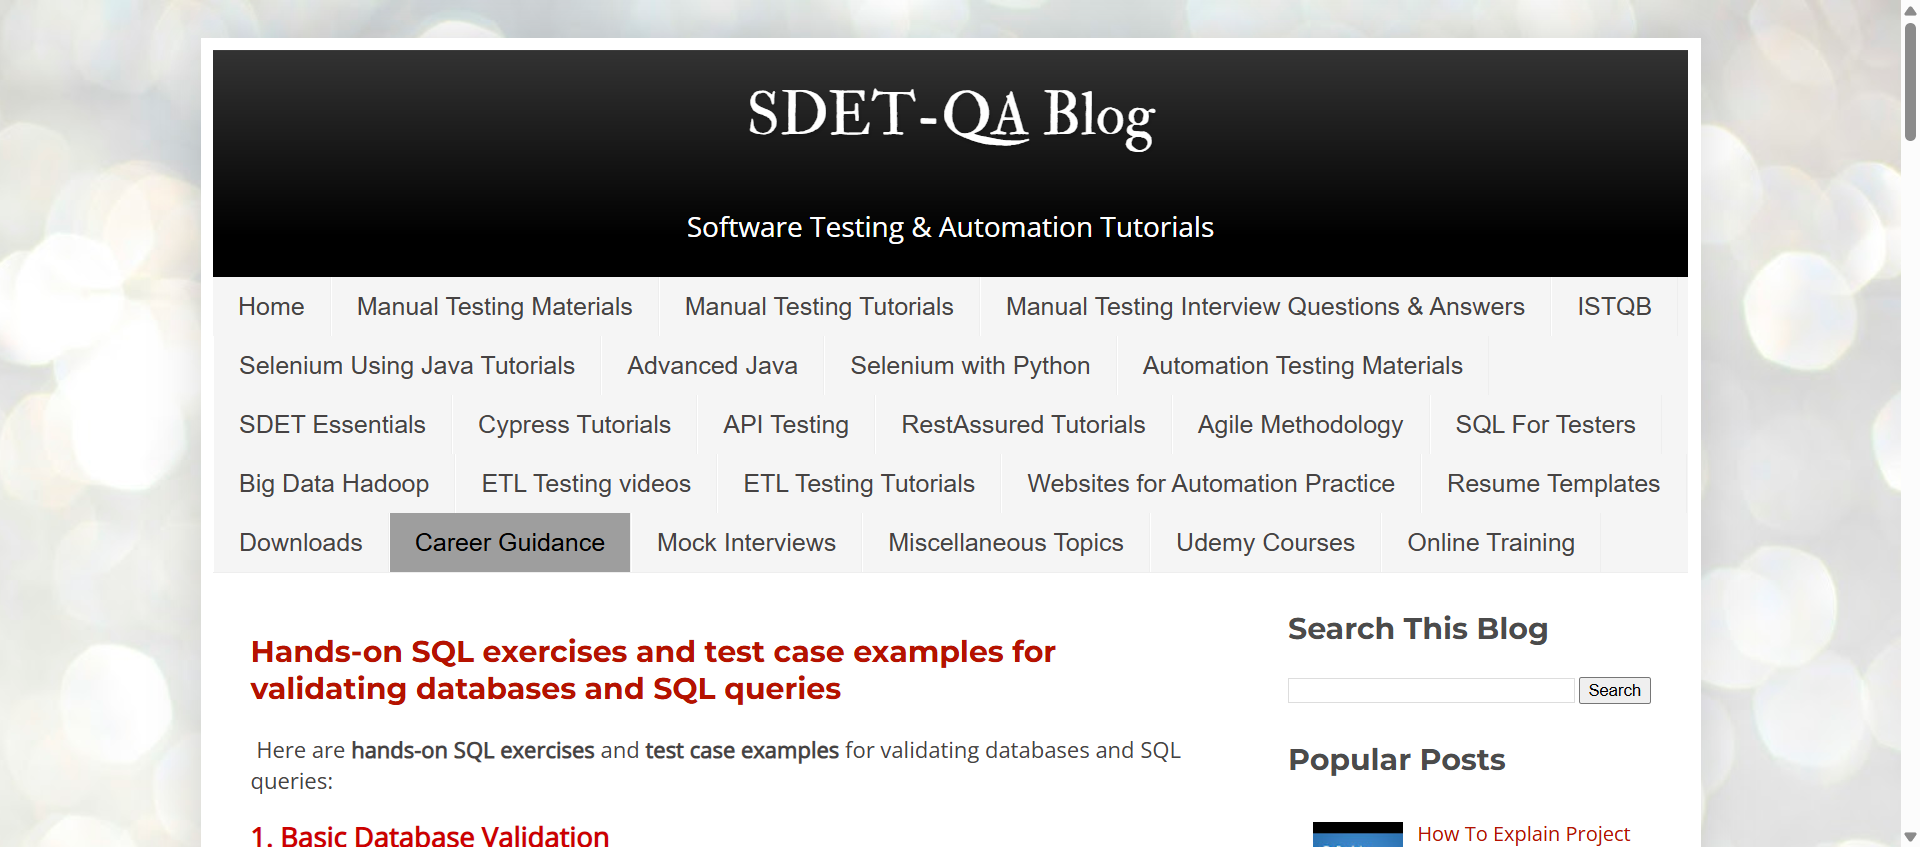 SDET-QA Blog
Software Testing & Automation Tutorials
Home Manual Testing Materials Manual Testing Tutorials Manual Testing Interview Questions & Answers ISTQB
Selenium Using Java Tutorials Advanced Java Selenium with Python Automation Testing Materials
SDET Essentials Cypress Tutorials API Testing RestAssured Tutorials Agile Methodology SQL For Testers
Big Data Hadoop ETL Testing videos ETL Testing Tutorials Websites for Automation Practice Resume Templates
Downloads Career Guidance Mock Interviews Miscellaneous Topics Udemy Courses Online Training
Hands-on SQL exercises and test case examples for
validating databases and SQL queries
Here are hands-on SQL exercises and test case examples for validating databases and SQL
queries:
1. Basic Database Validation
Search This Blog
Search
Popular Posts
How To Explain Project